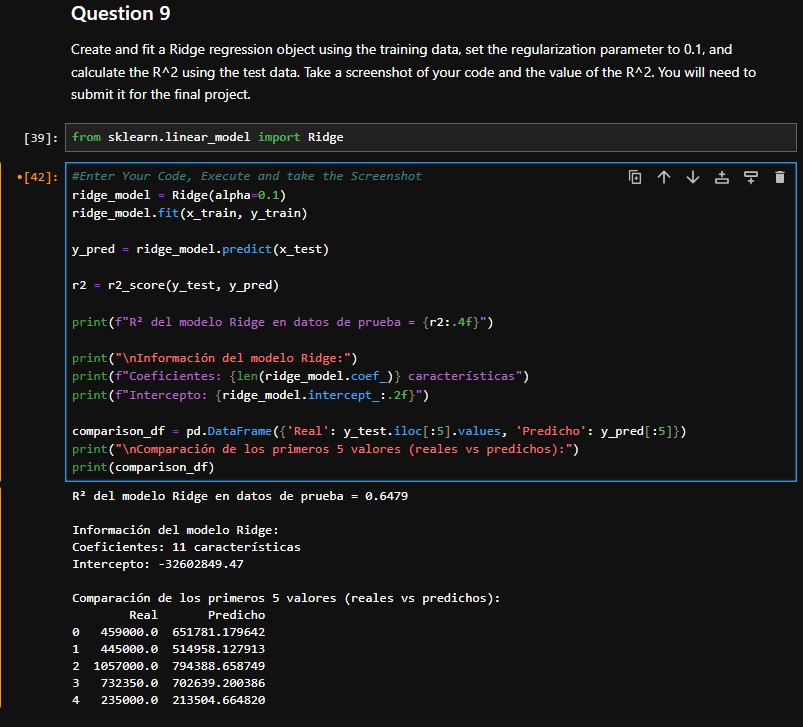 Question 9
Create and fit a Ridge regression object using the training data, set the regularization parameter to 0.1, and
calculate the R^2 using the test data. Take a screenshot of your code and the value of the R^2. You will need to
submit it for the final project.
[39]: from sklearn.linear_model import Ridge
•[42]: #Enter Your Code, Execute and take the Screenshot
ridge_model = Ridge(alpha=0.1)
ridge_model.fit(x_train, y_train)
y_pred = ridge_model.predict(x_test)
r2 = r2_score(y_test, y_pred)
print(f"R² del modelo Ridge en datos de prueba = {r2:.4f}")
print("\nInformación del modelo Ridge:")
print(f"Coeficientes: {len(ridge_model.coef_)} características")
print(f"Intercepto: {ridge_model.intercept_:.2f}")
comparison_df = pd.DataFrame({'Real': y_test.iloc[:5].values, 'Predicho': y_pred[:5]})
print("\nComparación de los primeros 5 valores (reales vs predichos):")
print(comparison_df)
R² del modelo Ridge en datos de prueba = 0.6479
Información del modelo Ridge:
Coeficientes: 11 características
Intercepto: -32602849.47
Comparación de los primeros 5 valores (reales vs predichos):
Real Predicho
0 459000.0 651781.179642
1 445000.0 514958.127913
2 1057000.0 794388.658749
3 732350.0 702639.200386
4 235000.0 213504.664820